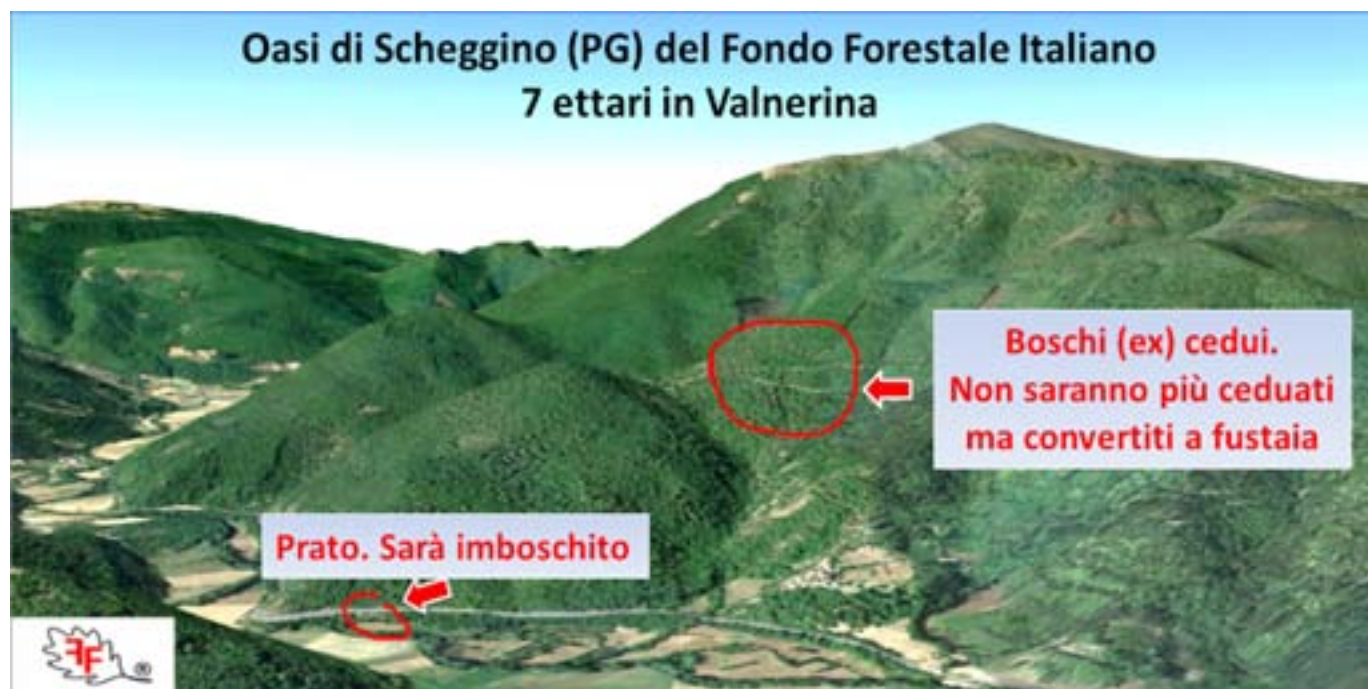 Oasi di Scheggino (PG) del Fondo Forestale Italiano
7 ettari in Valnerina
Boschi (ex) cedui.
Non saranno più ceduati
ma convertiti a fustaia
Prato. Sarà imboschito
FF ®